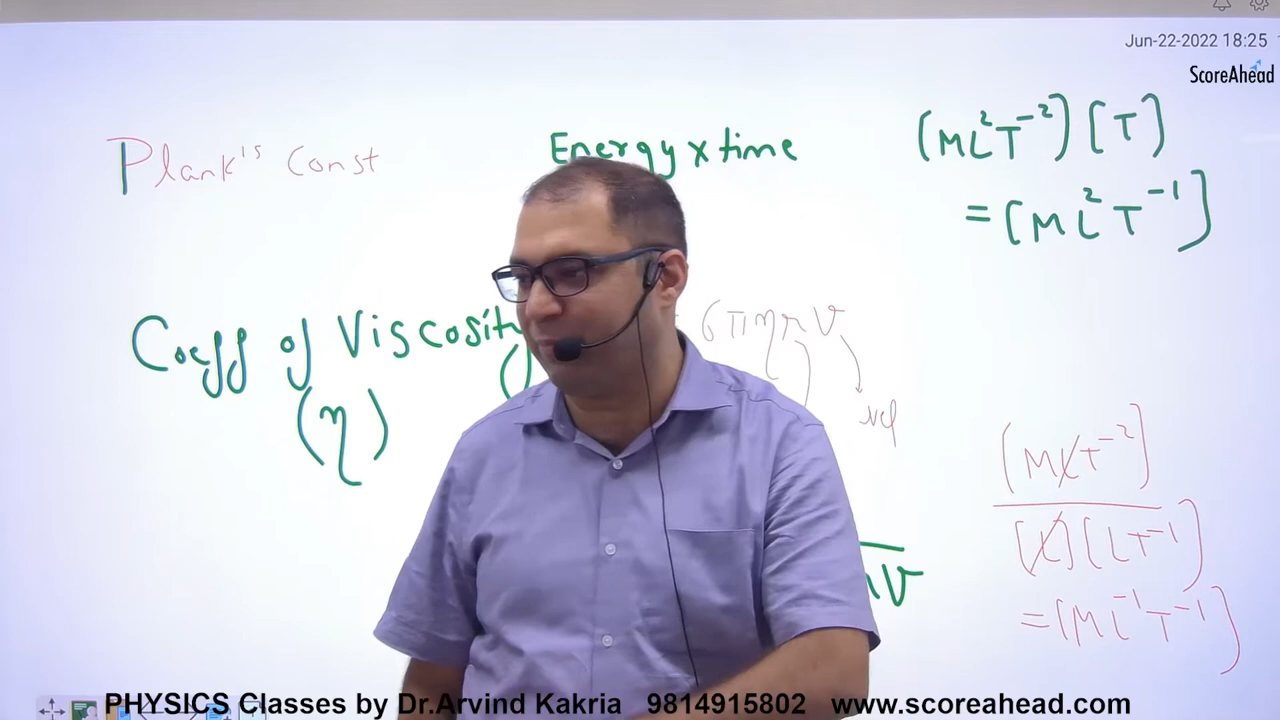 Jun-22-2022 18:25
ScoreAhead
Plank's Const
Energy x time
(ML²T⁻²) [T]
= [ML²T⁻¹]
Coeff of Viscosity
(η)
6πηrv
vel
(MLT⁻²)
[L] [LT⁻¹]
= [ML⁻¹T⁻¹]
PHYSICS Classes by Dr.Arvind Kakria 9814915802 www.scoreahead.com